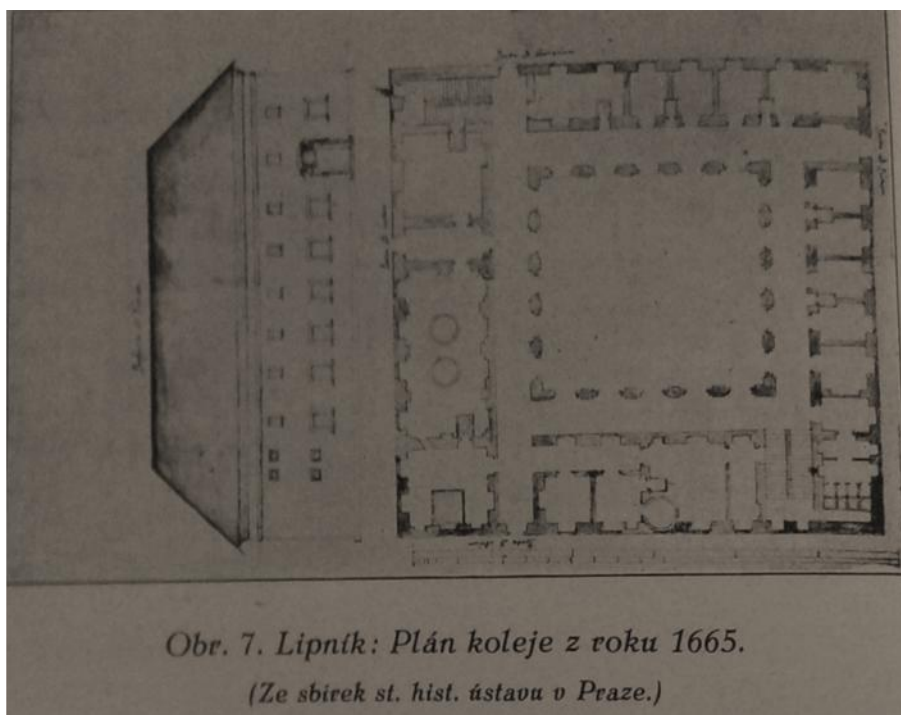 Obr. 7. Lipník: Plán koleje z roku 1665.
(Ze sbírek st. hist. ústavu v Praze.)